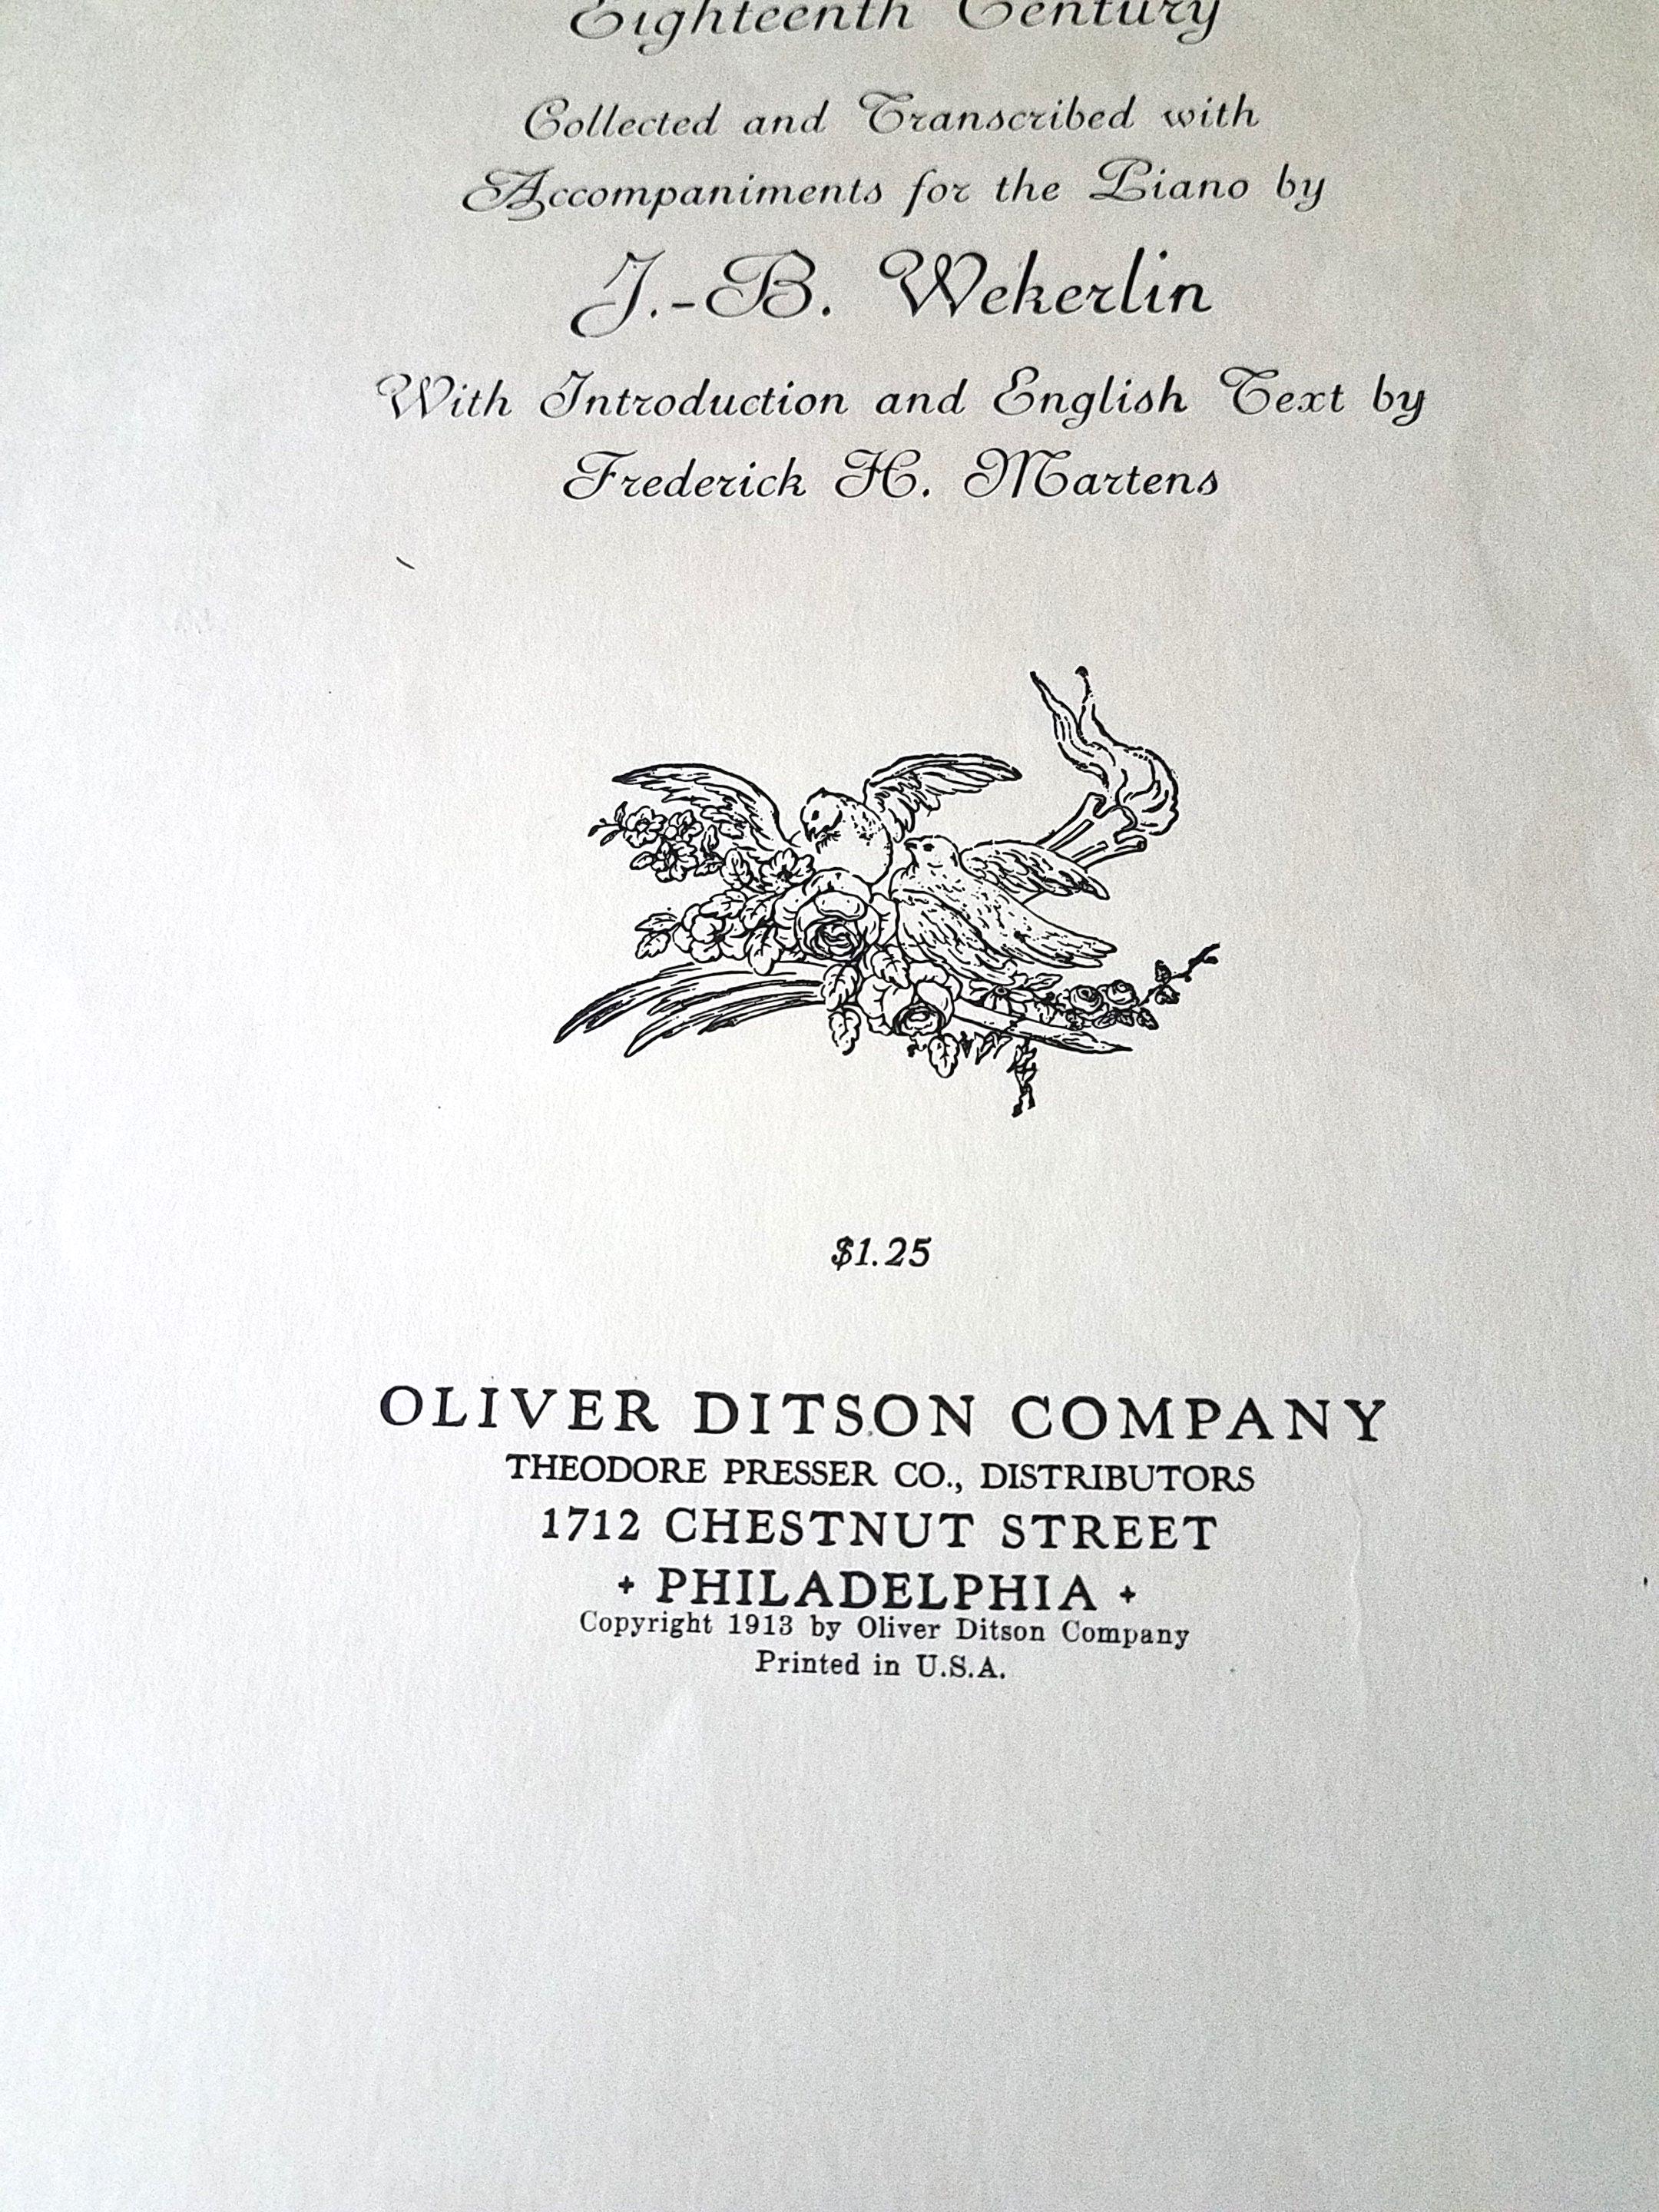 Eighteenth Century
Collected and Transcribed with
Accompaniments for the Piano by
J.-B. Wekerlin
With Introduction and English Text by
Frederick H. Martens
$1.25
OLIVER DITSON COMPANY
THEODORE PRESSER CO., DISTRIBUTORS
1712 CHESTNUT STREET
+ PHILADELPHIA +
Copyright 1913 by Oliver Ditson Company
Printed in U.S.A.